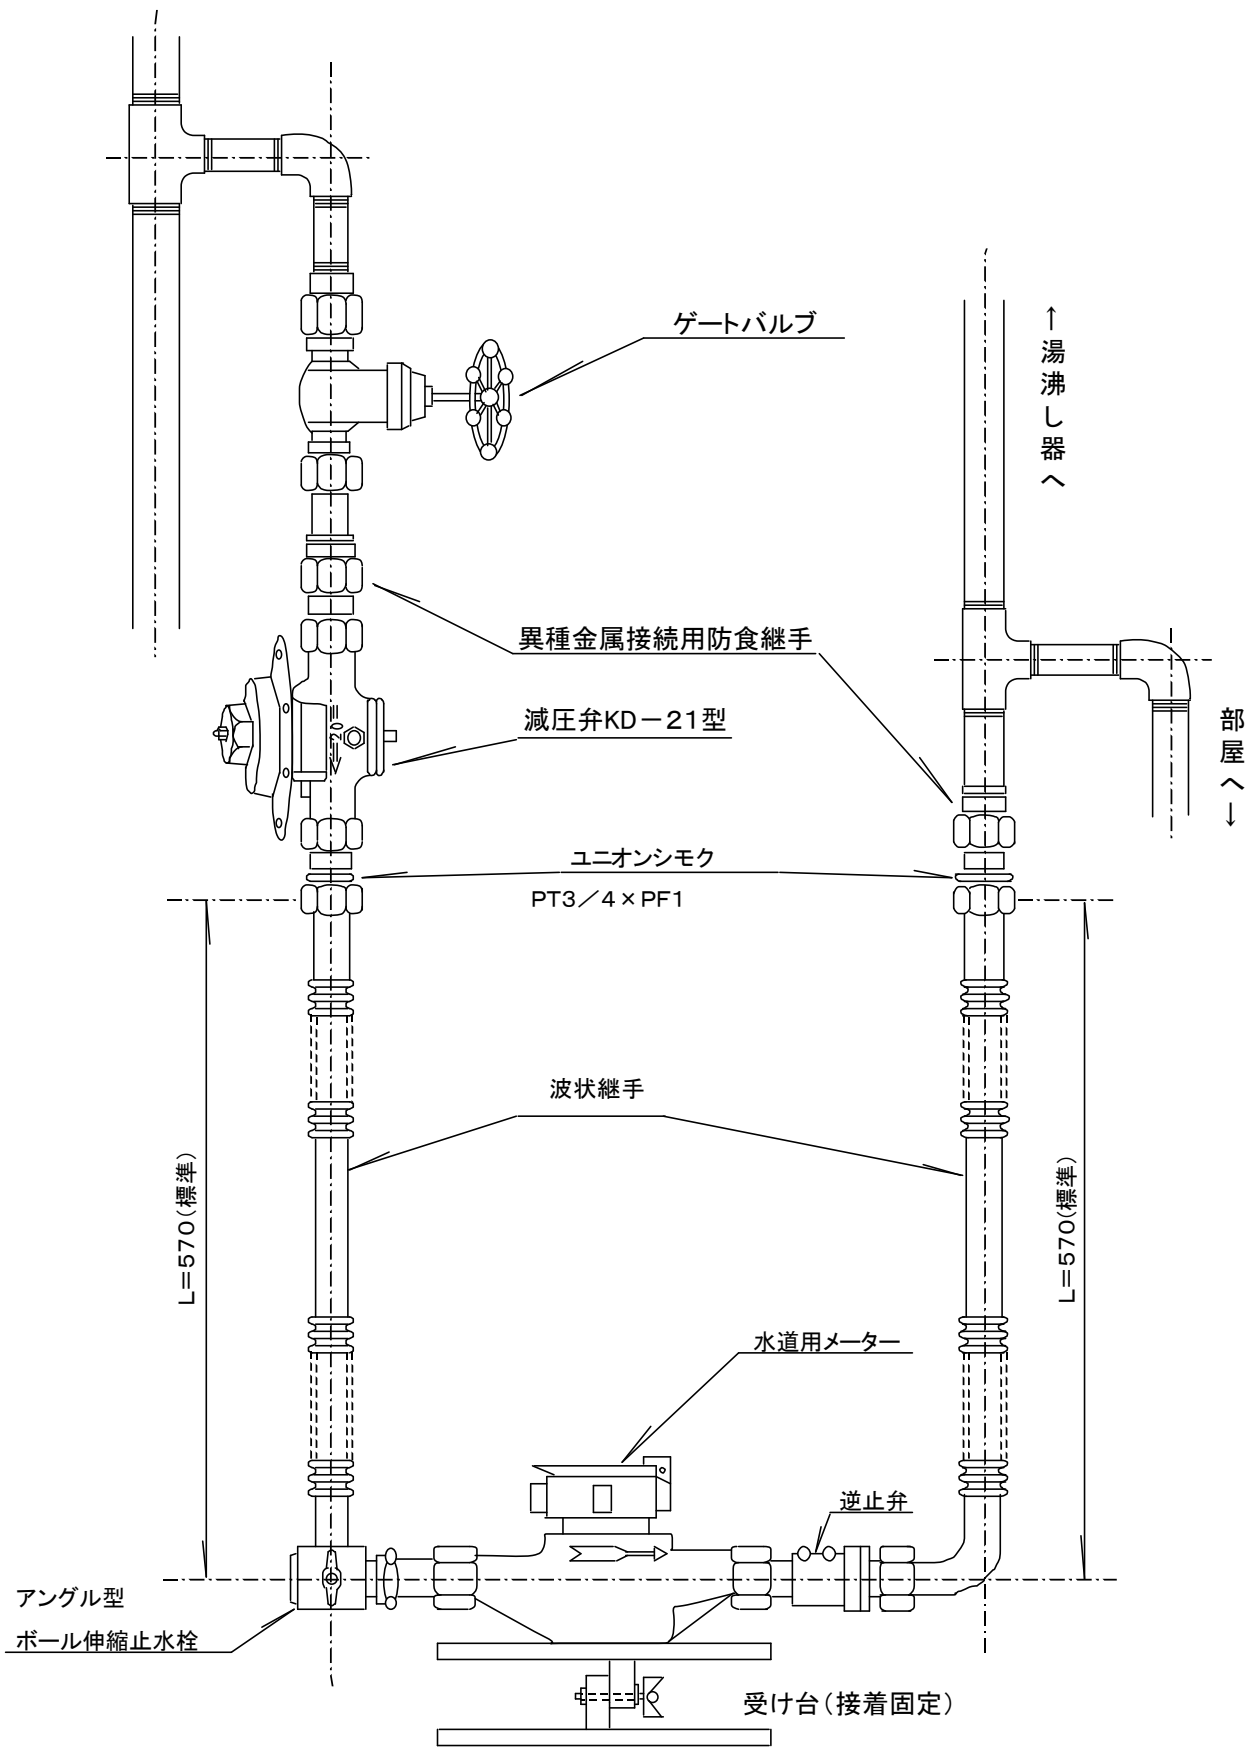 ゲートバルブ
↑湯沸し器へ
異種金属接続用防食継手
減圧弁KD－21型
部屋へ↓
20
ユニオンシモク
PT3／4×PF1
波状継手
L＝570（標準）
L＝570（標準）
水道用メーター
逆止弁
アングル型
ボール伸縮止水栓
受け台（接着固定）